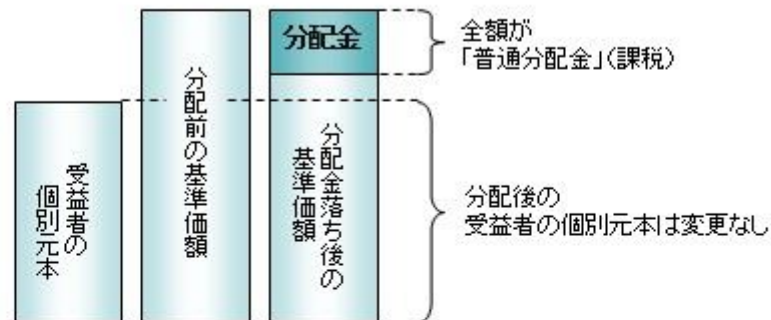 受益者の
個別元本
分配前の基準価額
分配金
分配金落ち後の
基準価額
全額が
「普通分配金」(課税)
分配後の
受益者の個別元本は変更なし